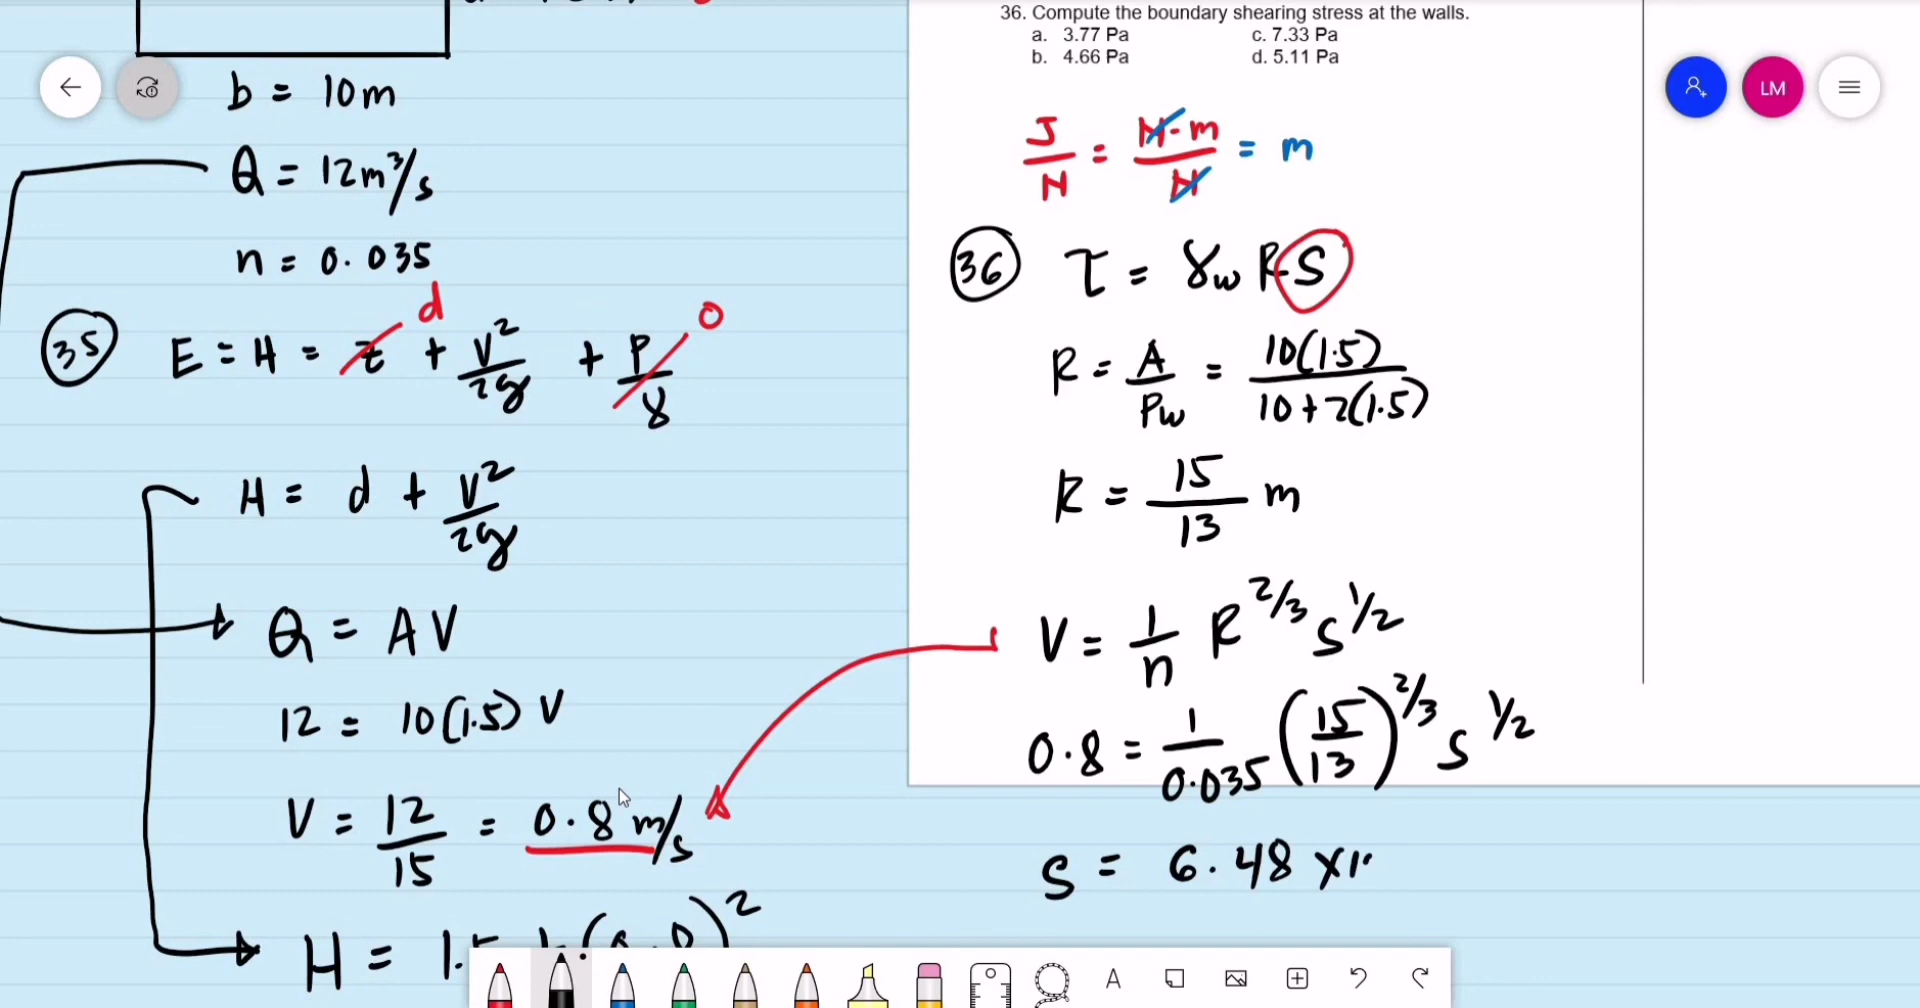 b = 10m
Q = 12m³/s
n = 0.035
d
0
35 E = H = z + V²/2g + P/γ
H = d + V²/2g
Q = AV
12 = 10(1.5) V
V = 12/15 = 0.8 m/s
36. Compute the boundary shearing stress at the walls.
a. 3.77 Pa c. 7.33 Pa
b. 4.66 Pa d. 5.11 Pa
J/N = N-m/N = m
36 τ = γw RS
R = A/Pw = 10(1.5)/10+2(1.5)
R = 15/13 m
V = 1/n R^2/3 S^1/2
0.8 = 1/0.035 (15/13)^2/3 S^1/2
S = 6.48 x1
LM
A